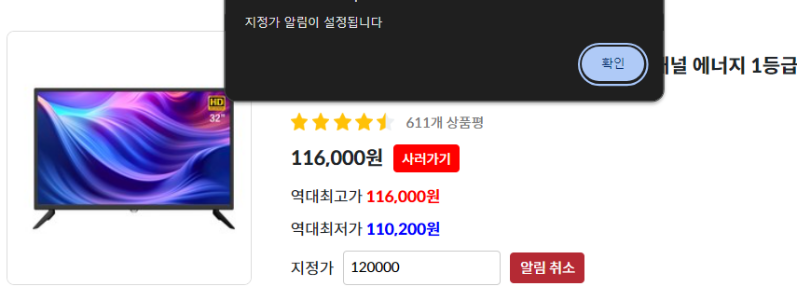 지정가 알림이 설정됩니다
확인
에너지 1등급
HD
32"
611개 상품평
116,000원 사러가기
역대최고가 116,000원
역대최저가 110,200원
지정가 120000 알림 취소